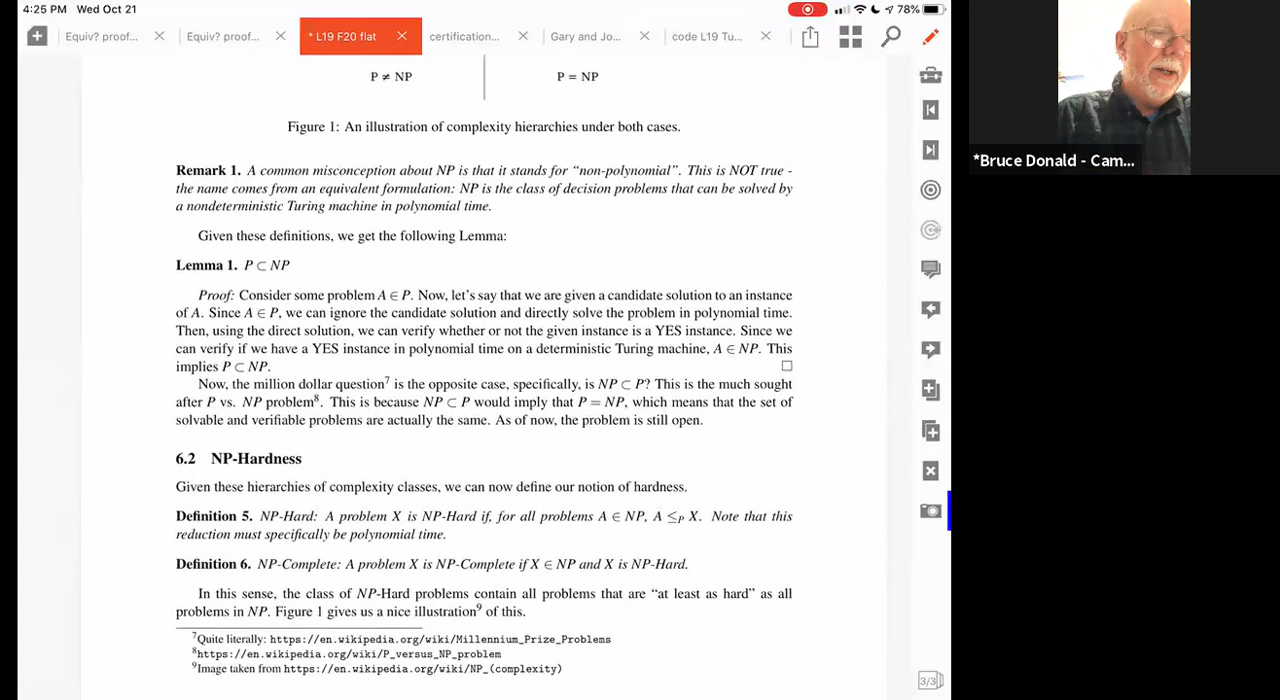 4:25 PM Wed Oct 21
78%
Equiv? proof...
Equiv? proof...
* L19 F20 flat
certification...
Gary and Jo...
code L19 Tu...
P ≠ NP
P = NP
Figure 1: An illustration of complexity hierarchies under both cases.
Remark 1. A common misconception about NP is that it stands for “non-polynomial”. This is NOT true -
the name comes from an equivalent formulation: NP is the class of decision problems that can be solved by
a nondeterministic Turing machine in polynomial time.
Given these definitions, we get the following Lemma:
Lemma 1. P ⊂ NP
Proof: Consider some problem A ∈ P. Now, let’s say that we are given a candidate solution to an instance
of A. Since A ∈ P, we can ignore the candidate solution and directly solve the problem in polynomial time.
Then, using the direct solution, we can verify whether or not the given instance is a YES instance. Since we
can verify if we have a YES instance in polynomial time on a deterministic Turing machine, A ∈ NP. This
implies P ⊂ NP. □
Now, the million dollar question⁷ is the opposite case, specifically, is NP ⊂ P? This is the much sought
after P vs. NP problem⁸. This is because NP ⊂ P would imply that P = NP, which means that the set of
solvable and verifiable problems are actually the same. As of now, the problem is still open.
6.2 NP-Hardness
Given these hierarchies of complexity classes, we can now define our notion of hardness.
Definition 5. NP-Hard: A problem X is NP-Hard if, for all problems A ∈ NP, A ≤P X. Note that this
reduction must specifically be polynomial time.
Definition 6. NP-Complete: A problem X is NP-Complete if X ∈ NP and X is NP-Hard.
In this sense, the class of NP-Hard problems contain all problems that are “at least as hard” as all
problems in NP. Figure 1 gives us a nice illustration⁹ of this.
⁷Quite literally: https://en.wikipedia.org/wiki/Millennium_Prize_Problems
⁸https://en.wikipedia.org/wiki/P_versus_NP_problem
⁹Image taken from https://en.wikipedia.org/wiki/NP_(complexity)
3/3
*Bruce Donald - Cam...